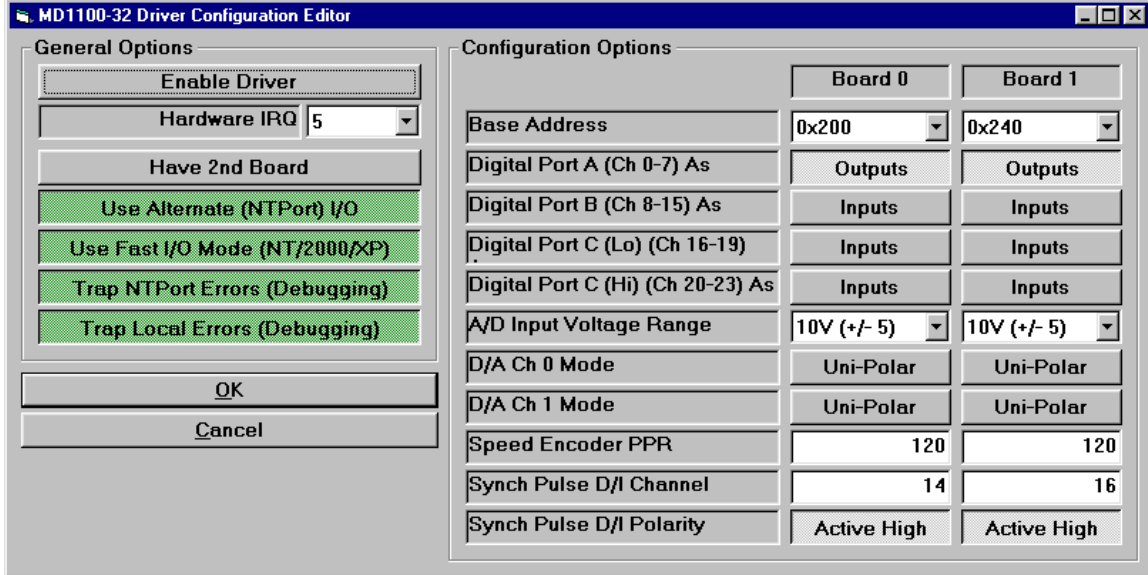 MD1100-32 Driver Configuration Editor
General Options
Enable Driver
Hardware IRQ 5
Have 2nd Board
Use Alternate (NTPort) I/O
Use Fast I/O Mode (NT/2000/XP)
Trap NTPort Errors (Debugging)
Trap Local Errors (Debugging)
OK
Cancel
Configuration Options
Board 0 Board 1
Base Address 0x200 0x240
Digital Port A (Ch 0-7) As Outputs Outputs
Digital Port B (Ch 8-15) As Inputs Inputs
Digital Port C (Lo) (Ch 16-19) Inputs Inputs
Digital Port C (Hi) (Ch 20-23) As Inputs Inputs
A/D Input Voltage Range 10V (+/- 5) 10V (+/- 5)
D/A Ch 0 Mode Uni-Polar Uni-Polar
D/A Ch 1 Mode Uni-Polar Uni-Polar
Speed Encoder PPR 120 120
Synch Pulse D/I Channel 14 16
Synch Pulse D/I Polarity Active High Active High